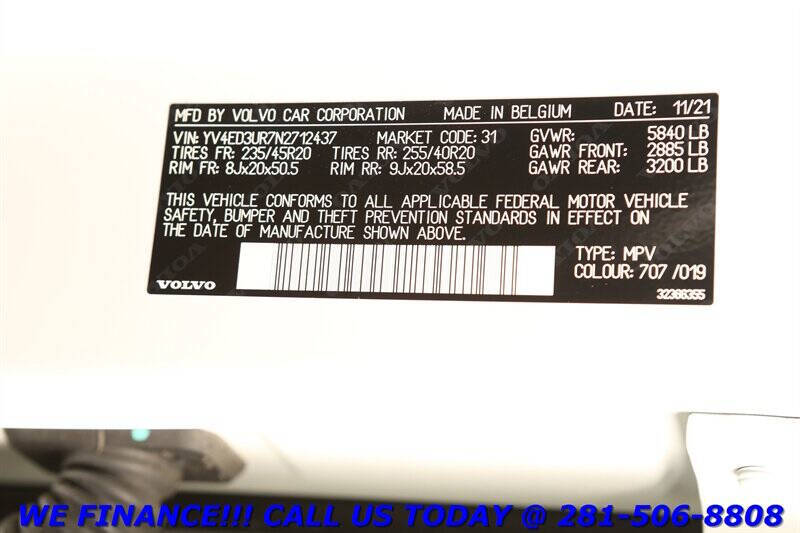 MFD BY VOLVO CAR CORPORATION MADE IN BELGIUM DATE: 11/21
VIN: YV4ED3UR7N2712437 MARKET CODE: 31 GVWR: 5840 LB
TIRES FR: 235/45R20 TIRES RR: 255/40R20 GAWR FRONT: 2885 LB
RIM FR: 8Jx20x50.5 RIM RR: 9Jx20x58.5 GAWR REAR: 3200 LB
THIS VEHICLE CONFORMS TO ALL APPLICABLE FEDERAL MOTOR VEHICLE
SAFETY, BUMPER AND THEFT PREVENTION STANDARDS IN EFFECT ON
THE DATE OF MANUFACTURE SHOWN ABOVE.
TYPE: MPV
COLOUR: 707 /019
VOLVO 32366355
WE FINANCE!!! CALL US TODAY @ 281-506-8808